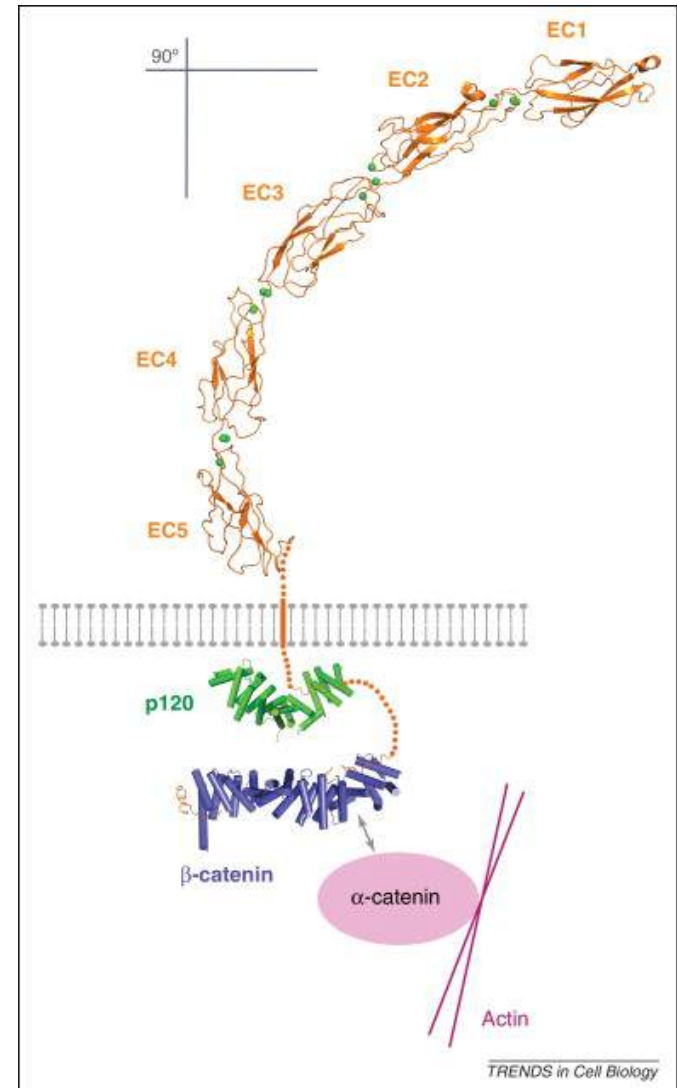 EC1
90°
EC2
EC3
EC4
EC5
p120
β-catenin
α-catenin
Actin
TRENDS in Cell Biology